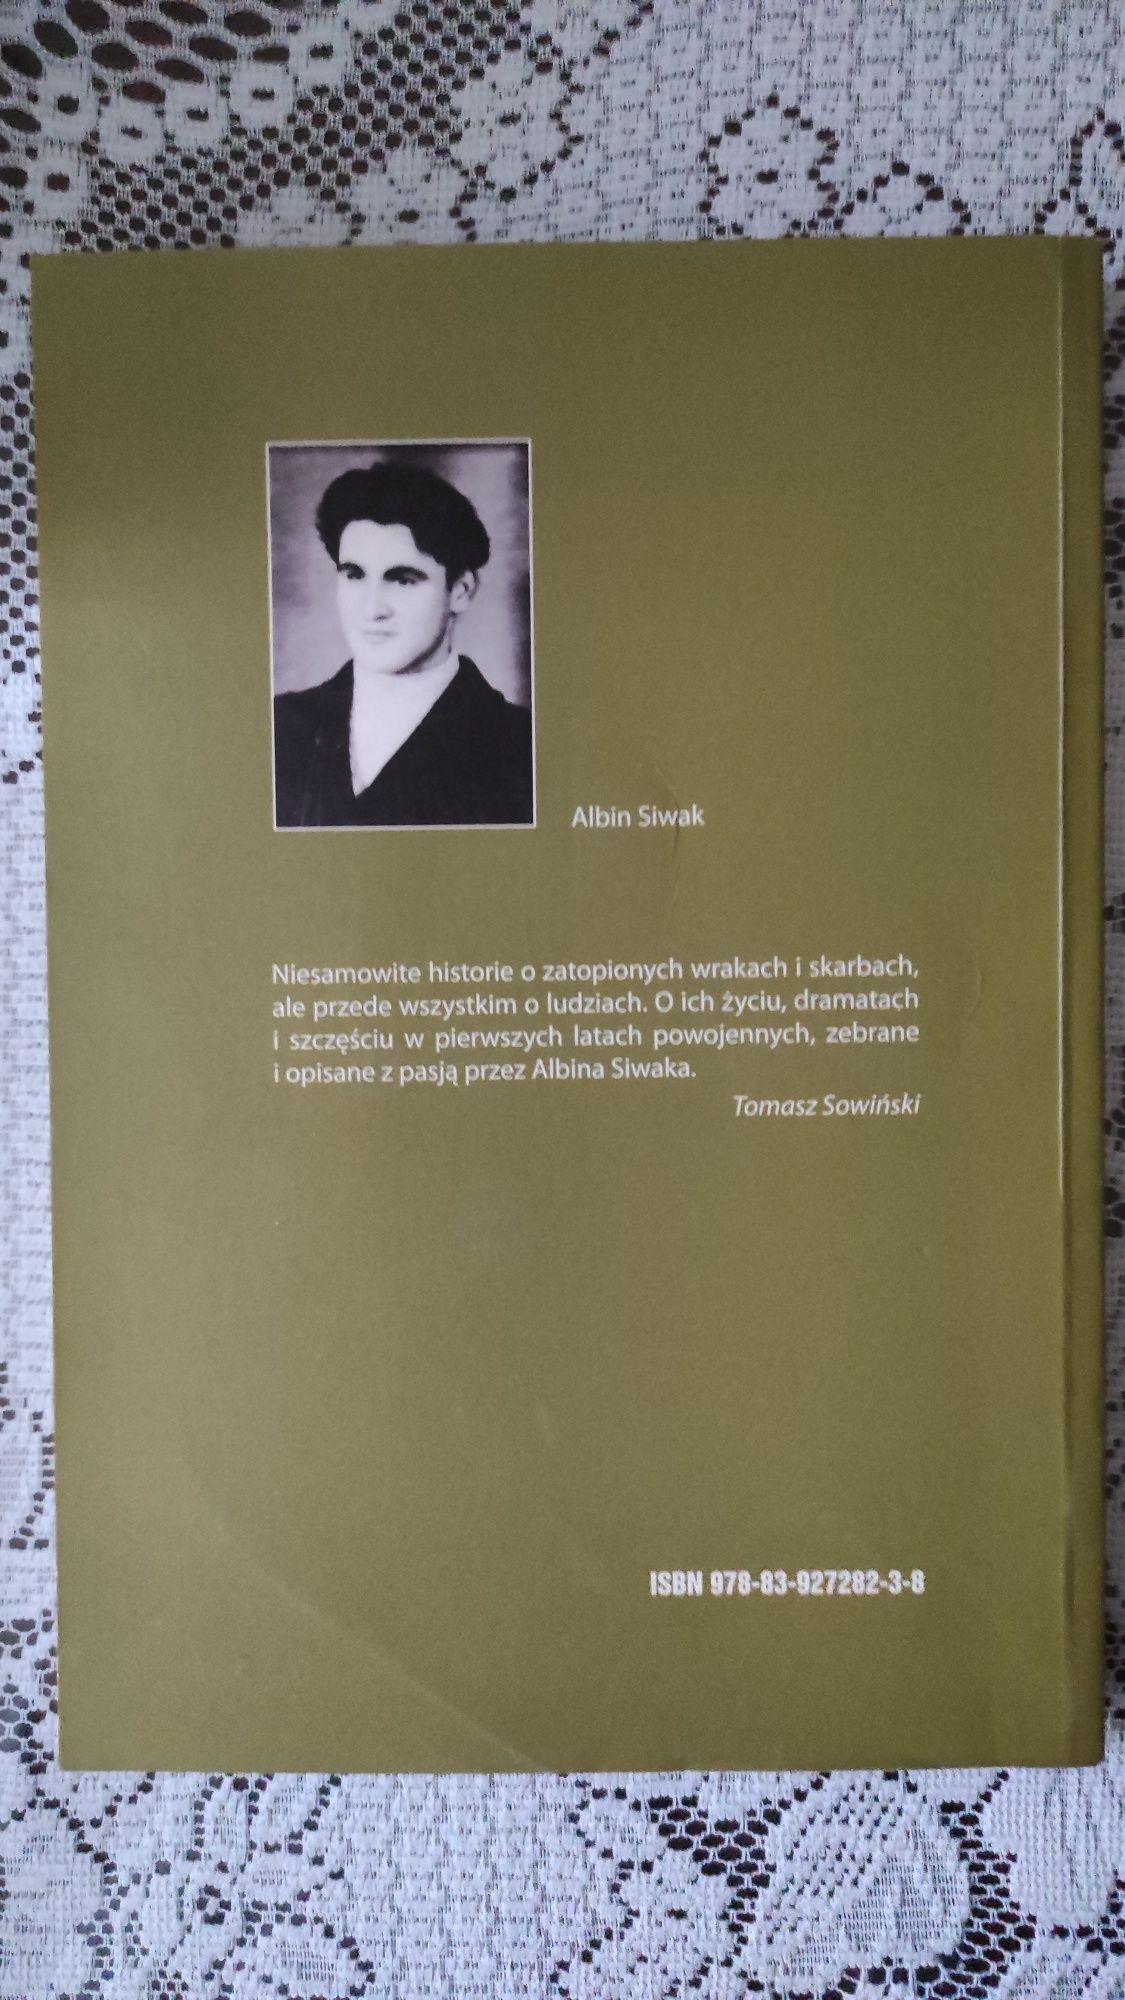 Albin Siwak
Niesamowite historie o zatopionych wrakach i skarbach,
ale przede wszystkim o ludziach. O ich życiu, dramatach
i szczęściu w pierwszych latach powojennych, zebrane
i opisane z pasją przez Albina Siwaka.
Tomasz Sowiński
ISBN 978-83-927282-3-8